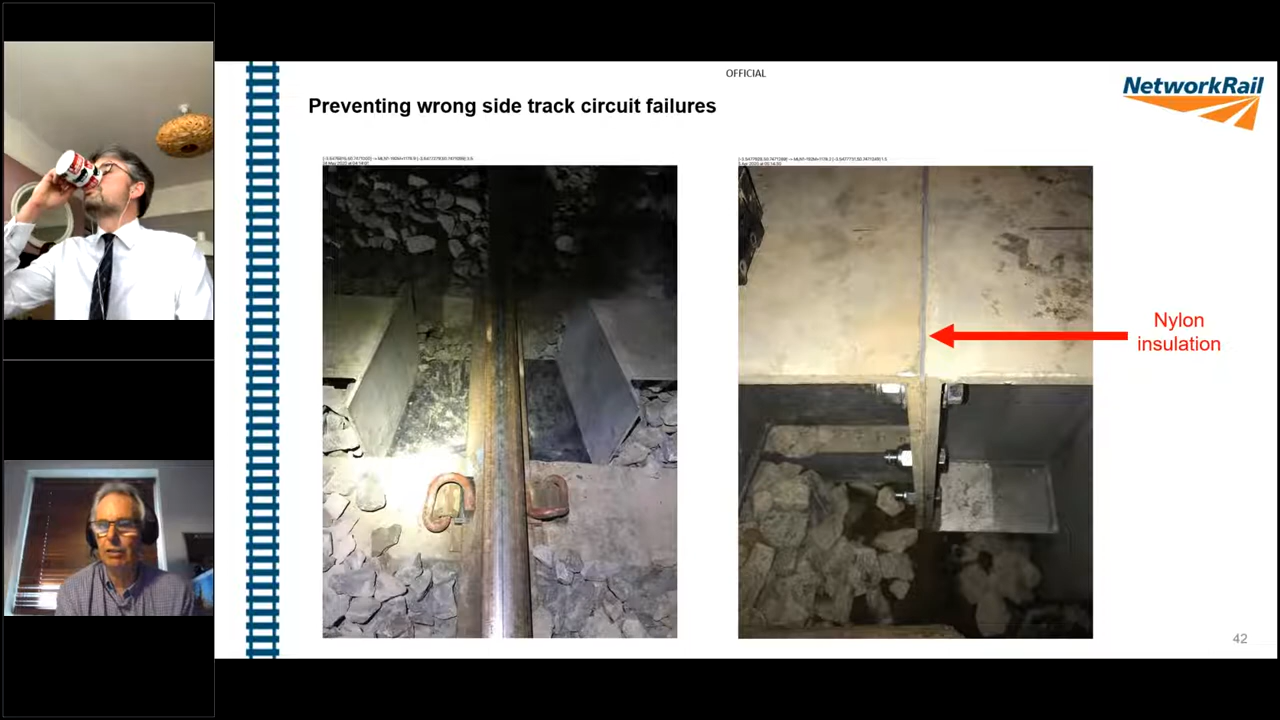 OFFICIAL
NetworkRail
Preventing wrong side track circuit failures
Nylon
insulation
42